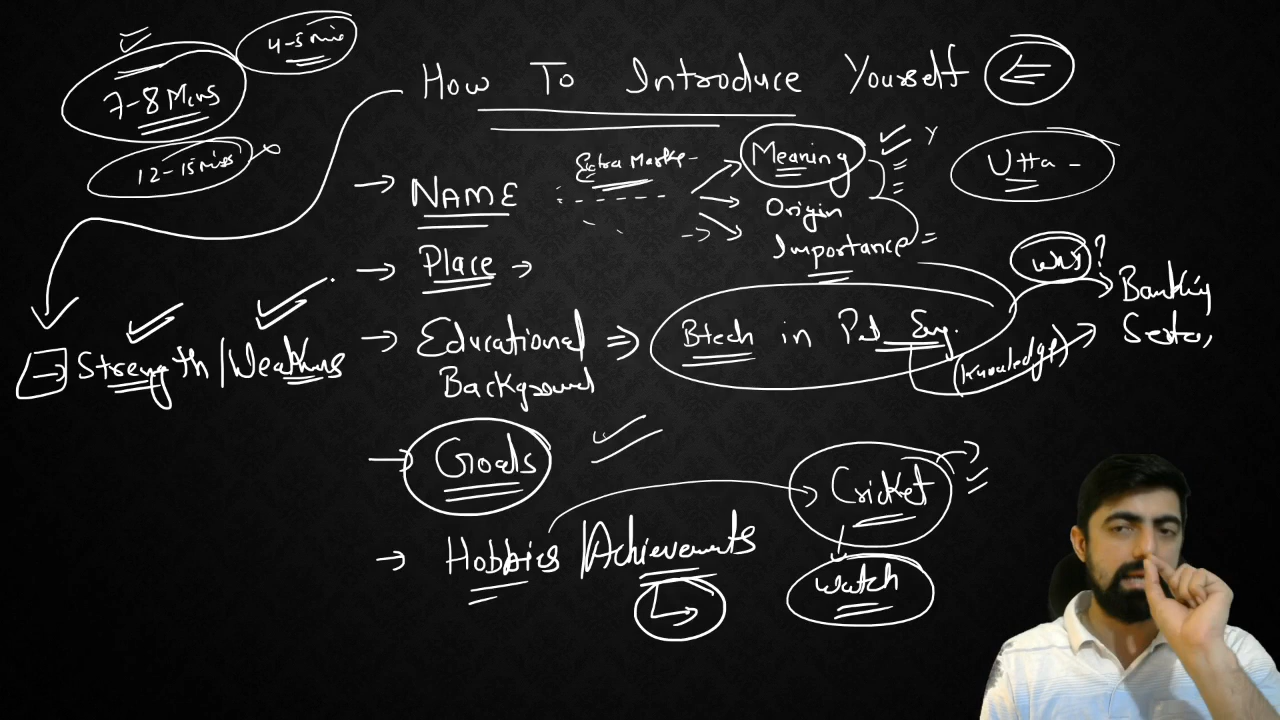 4-5 Mins
7-8 Mins
12-15 Mins
How To Introduce Yourself
NAME
Extra Marks
Meaning
Origin
Importance
Utta -
Place
Why?
Banking
Sector,
Educational
Background
Btech in Pet Eng.
Knowledge
Strength/Weakness
Goals
Cricket
Hobbies/Achievements
Watch